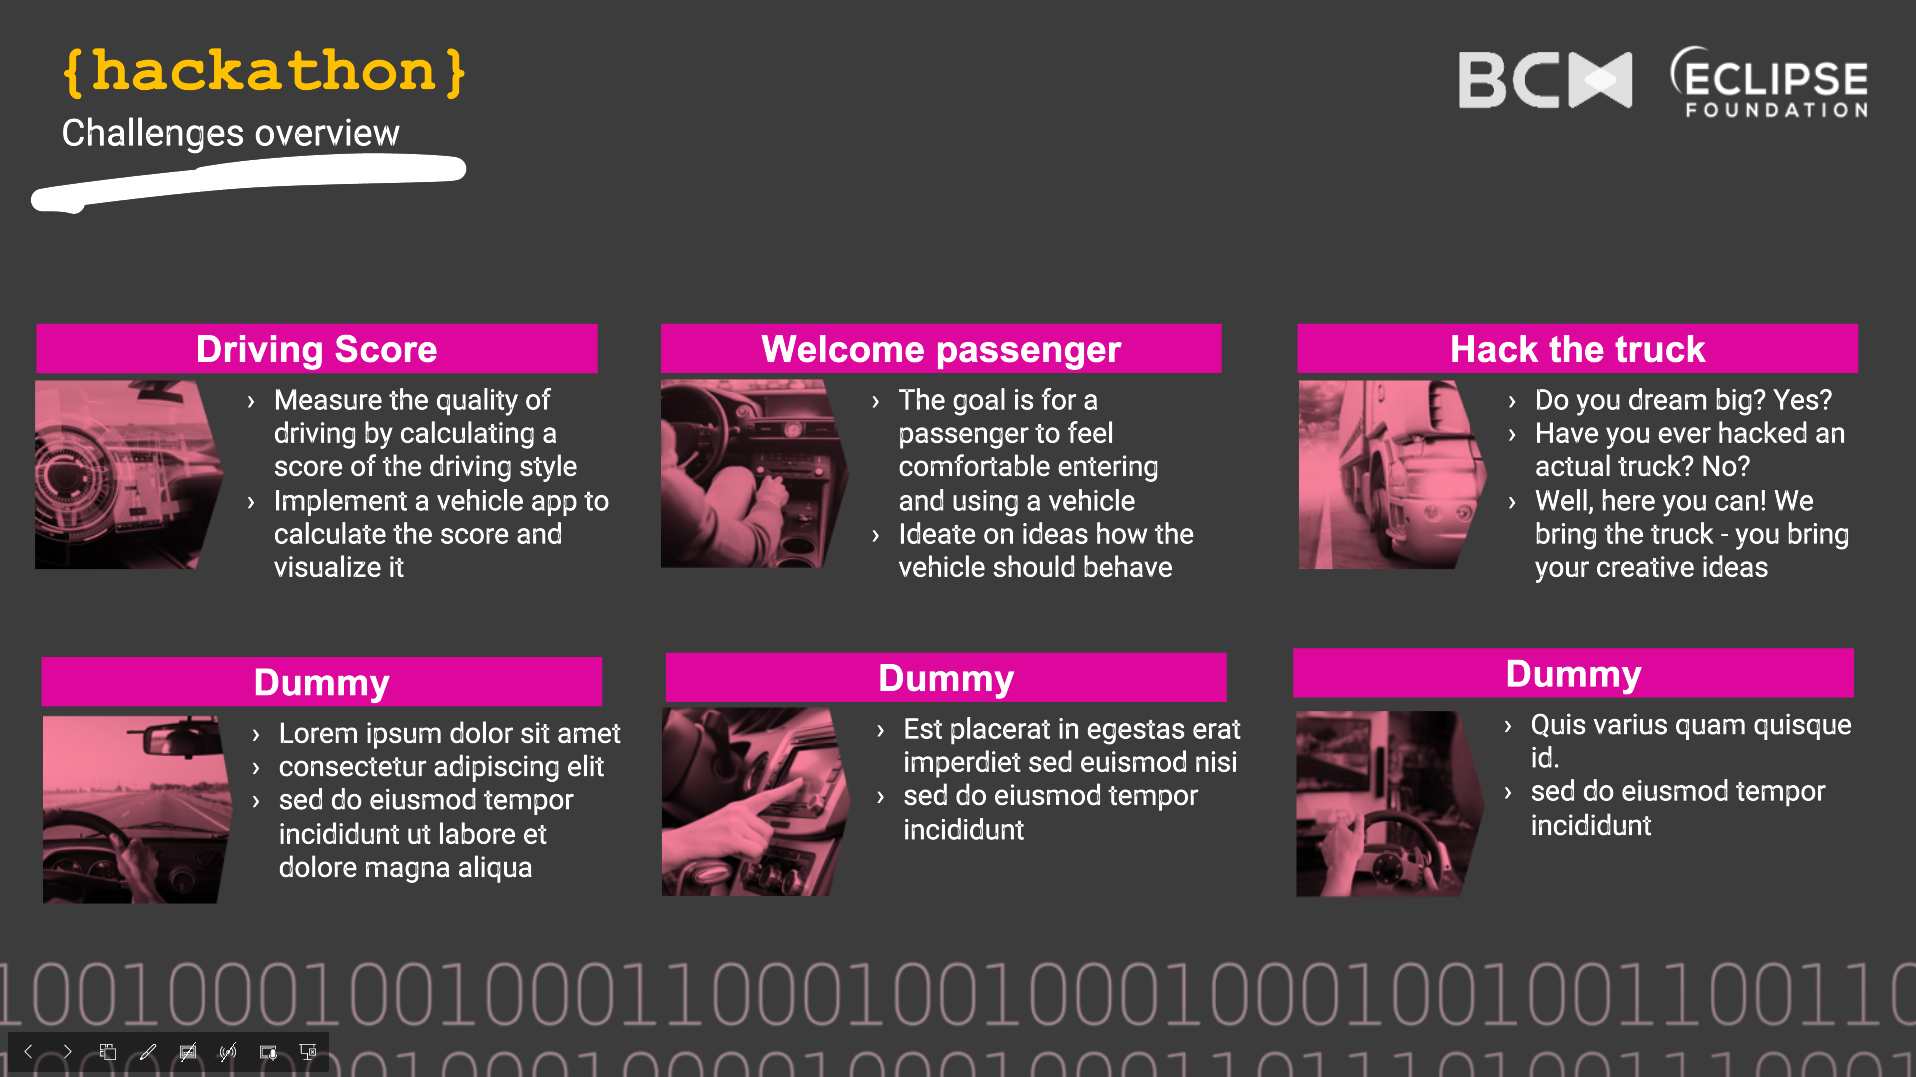 {hackathon}
Challenges overview
BCX
ECLIPSE
FOUNDATION
Driving Score
› Measure the quality of
driving by calculating a
score of the driving style
› Implement a vehicle app to
calculate the score and
visualize it
Welcome passenger
› The goal is for a
passenger to feel
comfortable entering
and using a vehicle
› Ideate on ideas how the
vehicle should behave
Hack the truck
› Do you dream big? Yes?
› Have you ever hacked an
actual truck? No?
› Well, here you can! We
bring the truck - you bring
your creative ideas
Dummy
› Lorem ipsum dolor sit amet
› consectetur adipiscing elit
› sed do eiusmod tempor
incididunt ut labore et
dolore magna aliqua
Dummy
› Est placerat in egestas erat
imperdiet sed euismod nisi
› sed do eiusmod tempor
incididunt
Dummy
› Quis varius quam quisque
id.
› sed do eiusmod tempor
incididunt
1001000100100011000100100010001001001100110